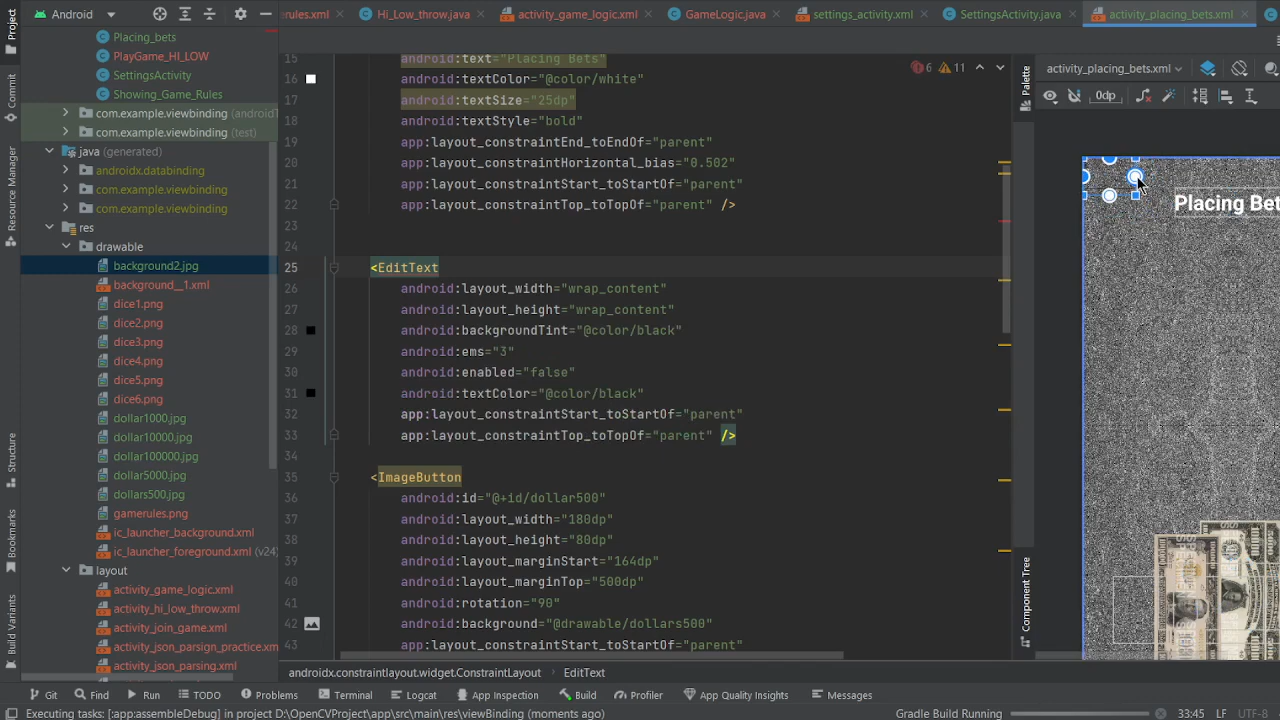 Android
rules.xml
Hi_Low_throw.java
activity_game_logic.xml
GameLogic.java
settings_activity.xml
SettingsActivity.java
activity_placing_bets.xml
Project
Commit
Resource Manager
Structure
Bookmarks
Build Variants
Placing_bets
PlayGame_HI_LOW
SettingsActivity
Showing_Game_Rules
com.example.viewbinding (android
com.example.viewbinding (test)
java (generated)
androidx.databinding
com.example.viewbinding
com.example.viewbinding
res
drawable
background2.jpg
background__1.xml
dice1.png
dice2.png
dice3.png
dice4.png
dice5.png
dice6.png
dollar1000.jpg
dollar10000.jpg
dollar100000.jpg
dollar5000.jpg
dollars500.jpg
gamerules.png
ic_launcher_background.xml
ic_launcher_foreground.xml (v24)
layout
activity_game_logic.xml
activity_hi_low_throw.xml
activity_join_game.xml
activity_json_parsign_practice.xm
activity_json_parsing.xml
15 android:text="Placing Bets"
16 android:textColor="@color/white"
17 android:textSize="25dp"
18 android:textStyle="bold"
19 app:layout_constraintEnd_toEndOf="parent"
20 app:layout_constraintHorizontal_bias="0.502"
21 app:layout_constraintStart_toStartOf="parent"
22 app:layout_constraintTop_toTopOf="parent" />
23
24
25 <EditText
26 android:layout_width="wrap_content"
27 android:layout_height="wrap_content"
28 android:backgroundTint="@color/black"
29 android:ems="3"
30 android:enabled="false"
31 android:textColor="@color/black"
32 app:layout_constraintStart_toStartOf="parent"
33 app:layout_constraintTop_toTopOf="parent" />
34
35 <ImageButton
36 android:id="@+id/dollar500"
37 android:layout_width="180dp"
38 android:layout_height="80dp"
39 android:layout_marginStart="164dp"
40 android:layout_marginTop="500dp"
41 android:rotation="90"
42 android:background="@drawable/dollars500"
43 app:layout_constraintStart_toStartOf="parent"
6 11
Palette
Component Tree
activity_placing_bets.xml
0dp
Placing Bet
androidx.constraintlayout.widget.ConstraintLayout
EditText
Git
Find
Run
TODO
Problems
Terminal
Logcat
App Inspection
Build
Profiler
App Quality Insights
Messages
Executing tasks: [:app:assembleDebug] in project D:\OpenCVProject\app\src\main\res\viewBinding (moments ago)
Gradle Build Running
33:45 LF UTF-8